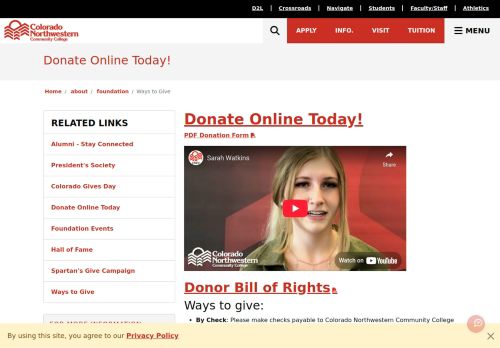 D2L | Crossroads | Navigate | Students | Faculty/Staff | Athletics
Colorado
Northwestern
Community College
APPLY INFO. VISIT TUITION MENU
Donate Online Today!
Home / about / foundation / Ways to Give
RELATED LINKS
Alumni - Stay Connected
President's Society
Colorado Gives Day
Donate Online Today
Foundation Events
Hall of Fame
Spartan's Give Campaign
Ways to Give
Donate Online Today!
PDF Donation Form
Sarah Watkins
Share
Colorado
Northwestern
Community College
Watch on YouTube
Donor Bill of Rights
Ways to give:
• By Check: Please make checks payable to Colorado Northwestern Community College
FOR MORE INFORMATION
By using this site, you agree to our Privacy Policy